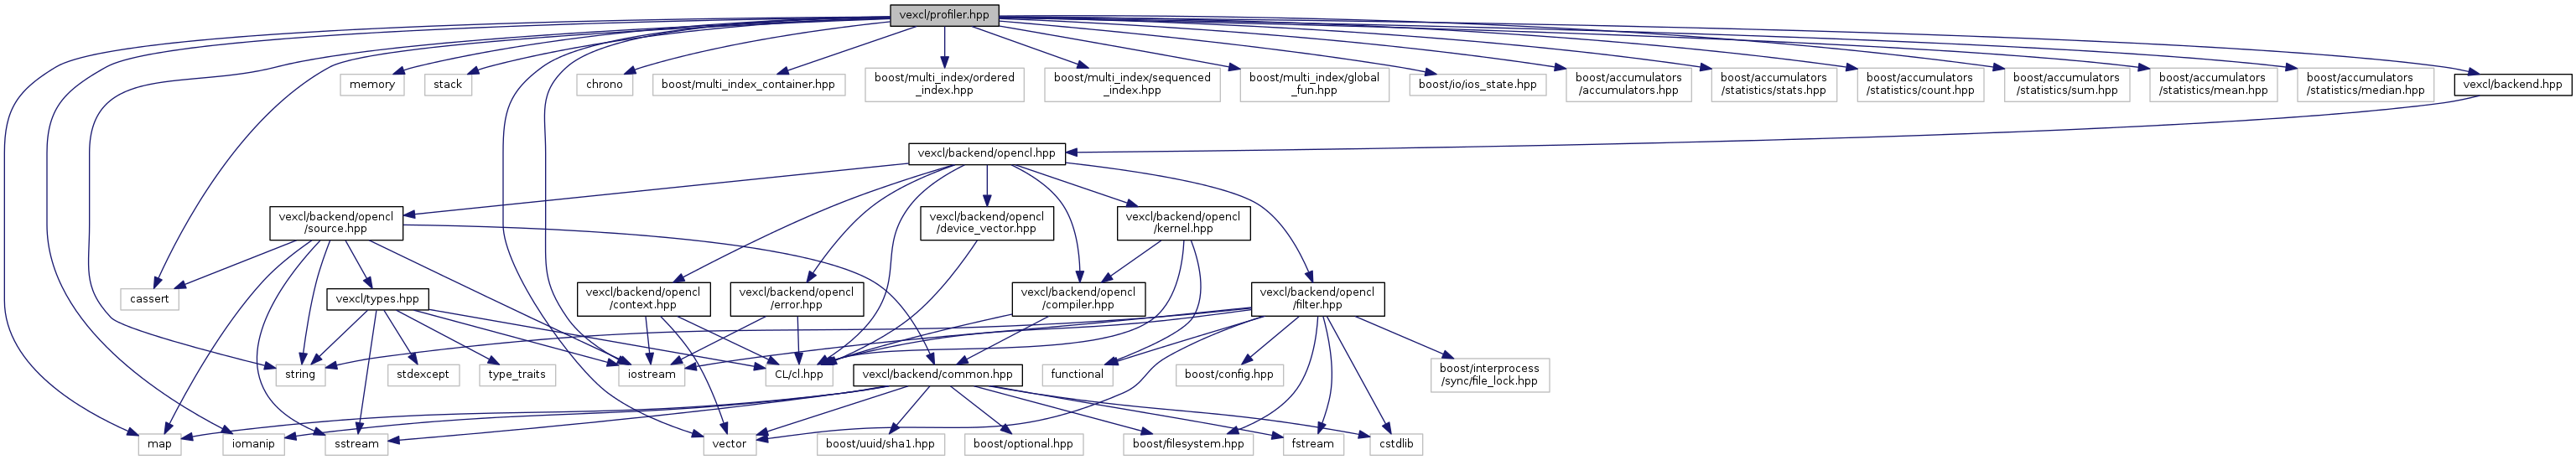 vexcl/profiler.hpp
memory
stack
chrono
boost/multi_index_container.hpp
boost/multi_index/ordered
_index.hpp
boost/multi_index/sequenced
_index.hpp
boost/multi_index/global
_fun.hpp
boost/io/ios_state.hpp
boost/accumulators
/accumulators.hpp
boost/accumulators
/statistics/stats.hpp
boost/accumulators
/statistics/count.hpp
boost/accumulators
/statistics/sum.hpp
boost/accumulators
/statistics/mean.hpp
boost/accumulators
/statistics/median.hpp
vexcl/backend.hpp
vexcl/backend/opencl.hpp
vexcl/backend/opencl
/source.hpp
vexcl/backend/opencl
/device_vector.hpp
vexcl/backend/opencl
/kernel.hpp
cassert
vexcl/types.hpp
vexcl/backend/opencl
/context.hpp
vexcl/backend/opencl
/error.hpp
vexcl/backend/opencl
/compiler.hpp
vexcl/backend/opencl
/filter.hpp
string
stdexcept
type_traits
iostream
CL/cl.hpp
vexcl/backend/common.hpp
functional
boost/config.hpp
boost/interprocess
/sync/file_lock.hpp
map
iomanip
sstream
vector
boost/uuid/sha1.hpp
boost/optional.hpp
boost/filesystem.hpp
fstream
cstdlib